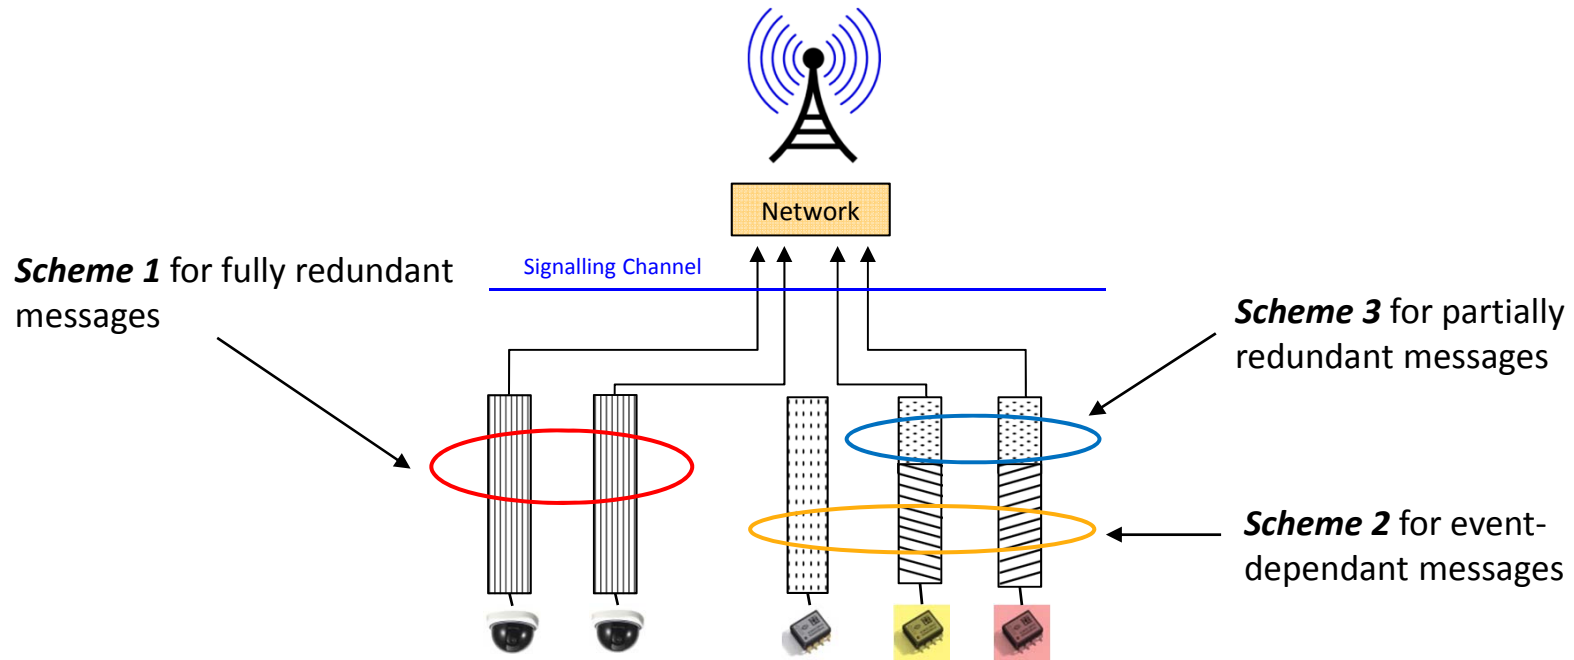 Network
Signalling Channel
Scheme 1 for fully redundant
messages
Scheme 3 for partially
redundant messages
Scheme 2 for event-
dependant messages